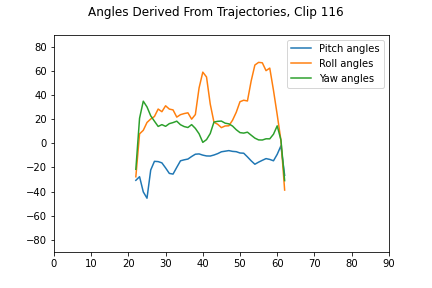 Angles Derived From Trajectories, Clip 116
Pitch angles
Roll angles
Yaw angles
80
60
40
20
0
−20
−40
−60
−80
0 10 20 30 40 50 60 70 80 90